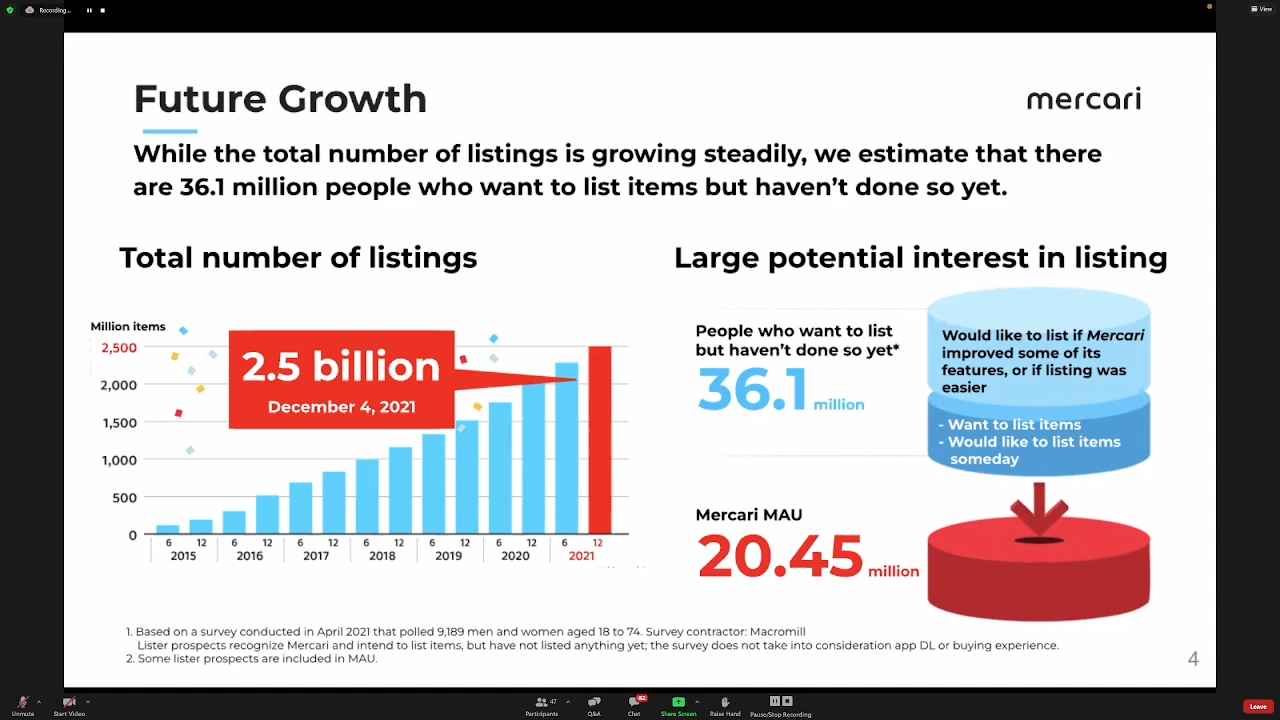 Recording...
View
Future Growth
mercari
While the total number of listings is growing steadily, we estimate that there
are 36.1 million people who want to list items but haven't done so yet.
Total number of listings
Large potential interest in listing
Million items
2,500
2,000
1,500
1,000
500
0
2.5 billion
December 4, 2021
6 12 6 12 6 12 6 12 6 12 6 12 6 12
2015 2016 2017 2018 2019 2020 2021
People who want to list
but haven't done so yet*
36.1 million
Would like to list if Mercari
improved some of its
features, or if listing was
easier
- Want to list items
- Would like to list items
someday
Mercari MAU
20.45 million
1. Based on a survey conducted in April 2021 that polled 9,189 men and women aged 18 to 74. Survey contractor: Macromill
Lister prospects recognize Mercari and intend to list items, but have not listed anything yet; the survey does not take into consideration app DL or buying experience.
2. Some lister prospects are included in MAU.
4
Unmute
Start Video
47
Participants
Q&A
Chat
Share Screen
Raise Hand
Pause/Stop Recording
Leave